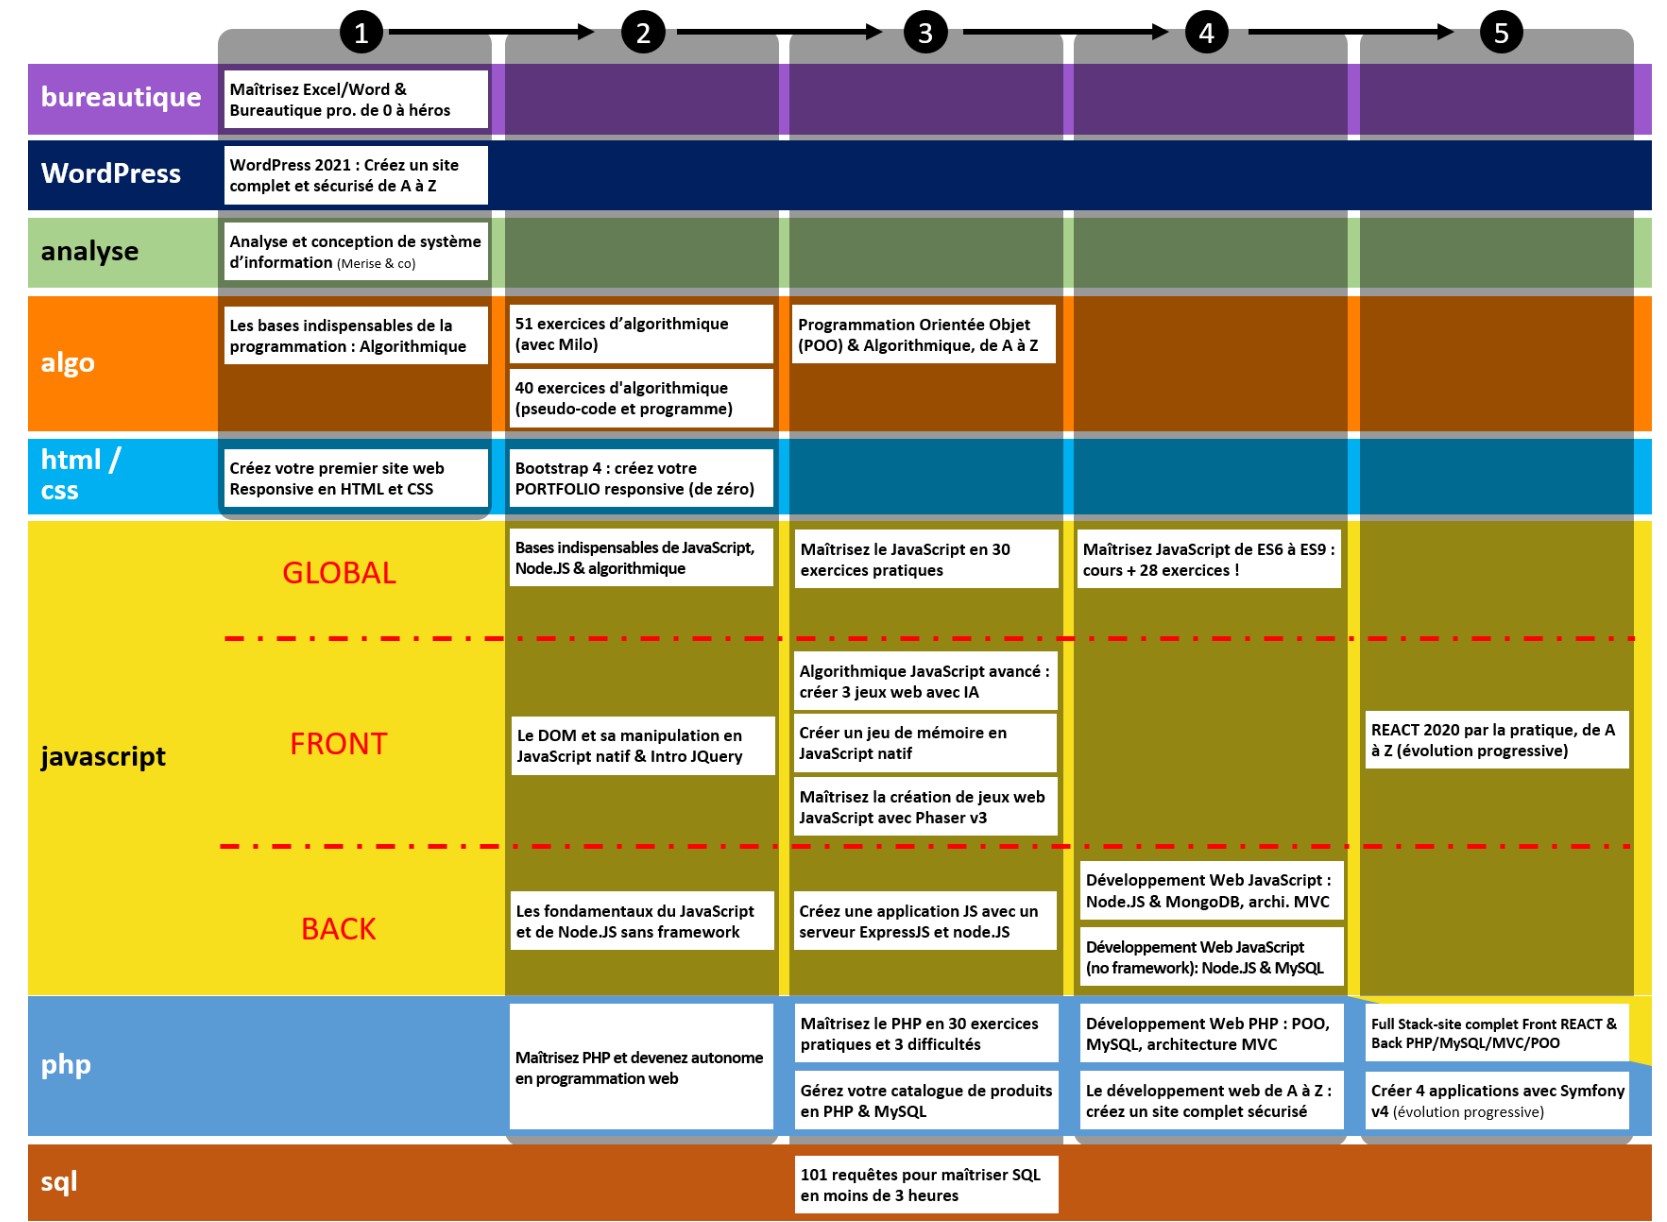 1
2
3
4
5
bureautique
Maîtrisez Excel/Word &
Bureautique pro. de 0 à héros
WordPress
WordPress 2021 : Créez un site
complet et sécurisé de A à Z
analyse
Analyse et conception de système
d'information (Merise & co)
algo
Les bases indispensables de la
programmation : Algorithmique
51 exercices d'algorithmique
(avec Milo)
40 exercices d'algorithmique
(pseudo-code et programme)
Programmation Orientée Objet
(POO) & Algorithmique, de A à Z
html /
css
Créez votre premier site web
Responsive en HTML et CSS
Bootstrap 4 : créez votre
PORTFOLIO responsive (de zéro)
javascript
GLOBAL
Bases indispensables de JavaScript,
Node.JS & algorithmique
Maîtrisez le JavaScript en 30
exercices pratiques
Maîtrisez JavaScript de ES6 à ES9 :
cours + 28 exercices !
FRONT
Le DOM et sa manipulation en
JavaScript natif & Intro JQuery
Algorithmique JavaScript avancé :
créer 3 jeux web avec IA
Créer un jeu de mémoire en
JavaScript natif
Maîtrisez la création de jeux web
JavaScript avec Phaser v3
REACT 2020 par la pratique, de A
à Z (évolution progressive)
BACK
Les fondamentaux du JavaScript
et de Node.JS sans framework
Créez une application JS avec un
serveur ExpressJS et node.JS
Développement Web JavaScript :
Node.JS & MongoDB, archi. MVC
Développement Web JavaScript
(no framework): Node.JS & MySQL
php
Maîtrisez PHP et devenez autonome
en programmation web
Maîtrisez le PHP en 30 exercices
pratiques et 3 difficultés
Gérez votre catalogue de produits
en PHP & MySQL
Développement Web PHP : POO,
MySQL, architecture MVC
Le développement web de A à Z :
créez un site complet sécurisé
Full Stack-site complet Front REACT &
Back PHP/MySQL/MVC/POO
Créer 4 applications avec Symfony
v4 (évolution progressive)
sql
101 requêtes pour maîtriser SQL
en moins de 3 heures